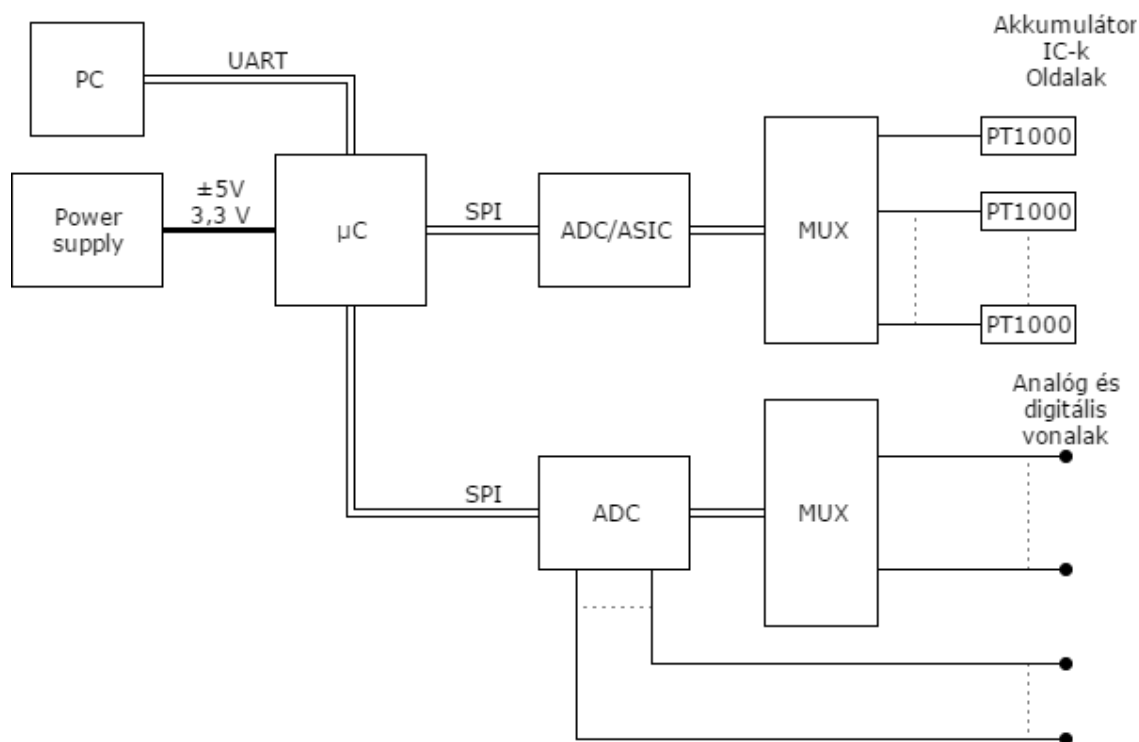 Akkumulátor
IC-k
Oldalak
PC
UART
PT1000
Power
supply
±5V
3,3 V
µC
SPI
ADC/ASIC
MUX
PT1000
PT1000
Analóg és
digitális
vonalak
SPI
ADC
MUX